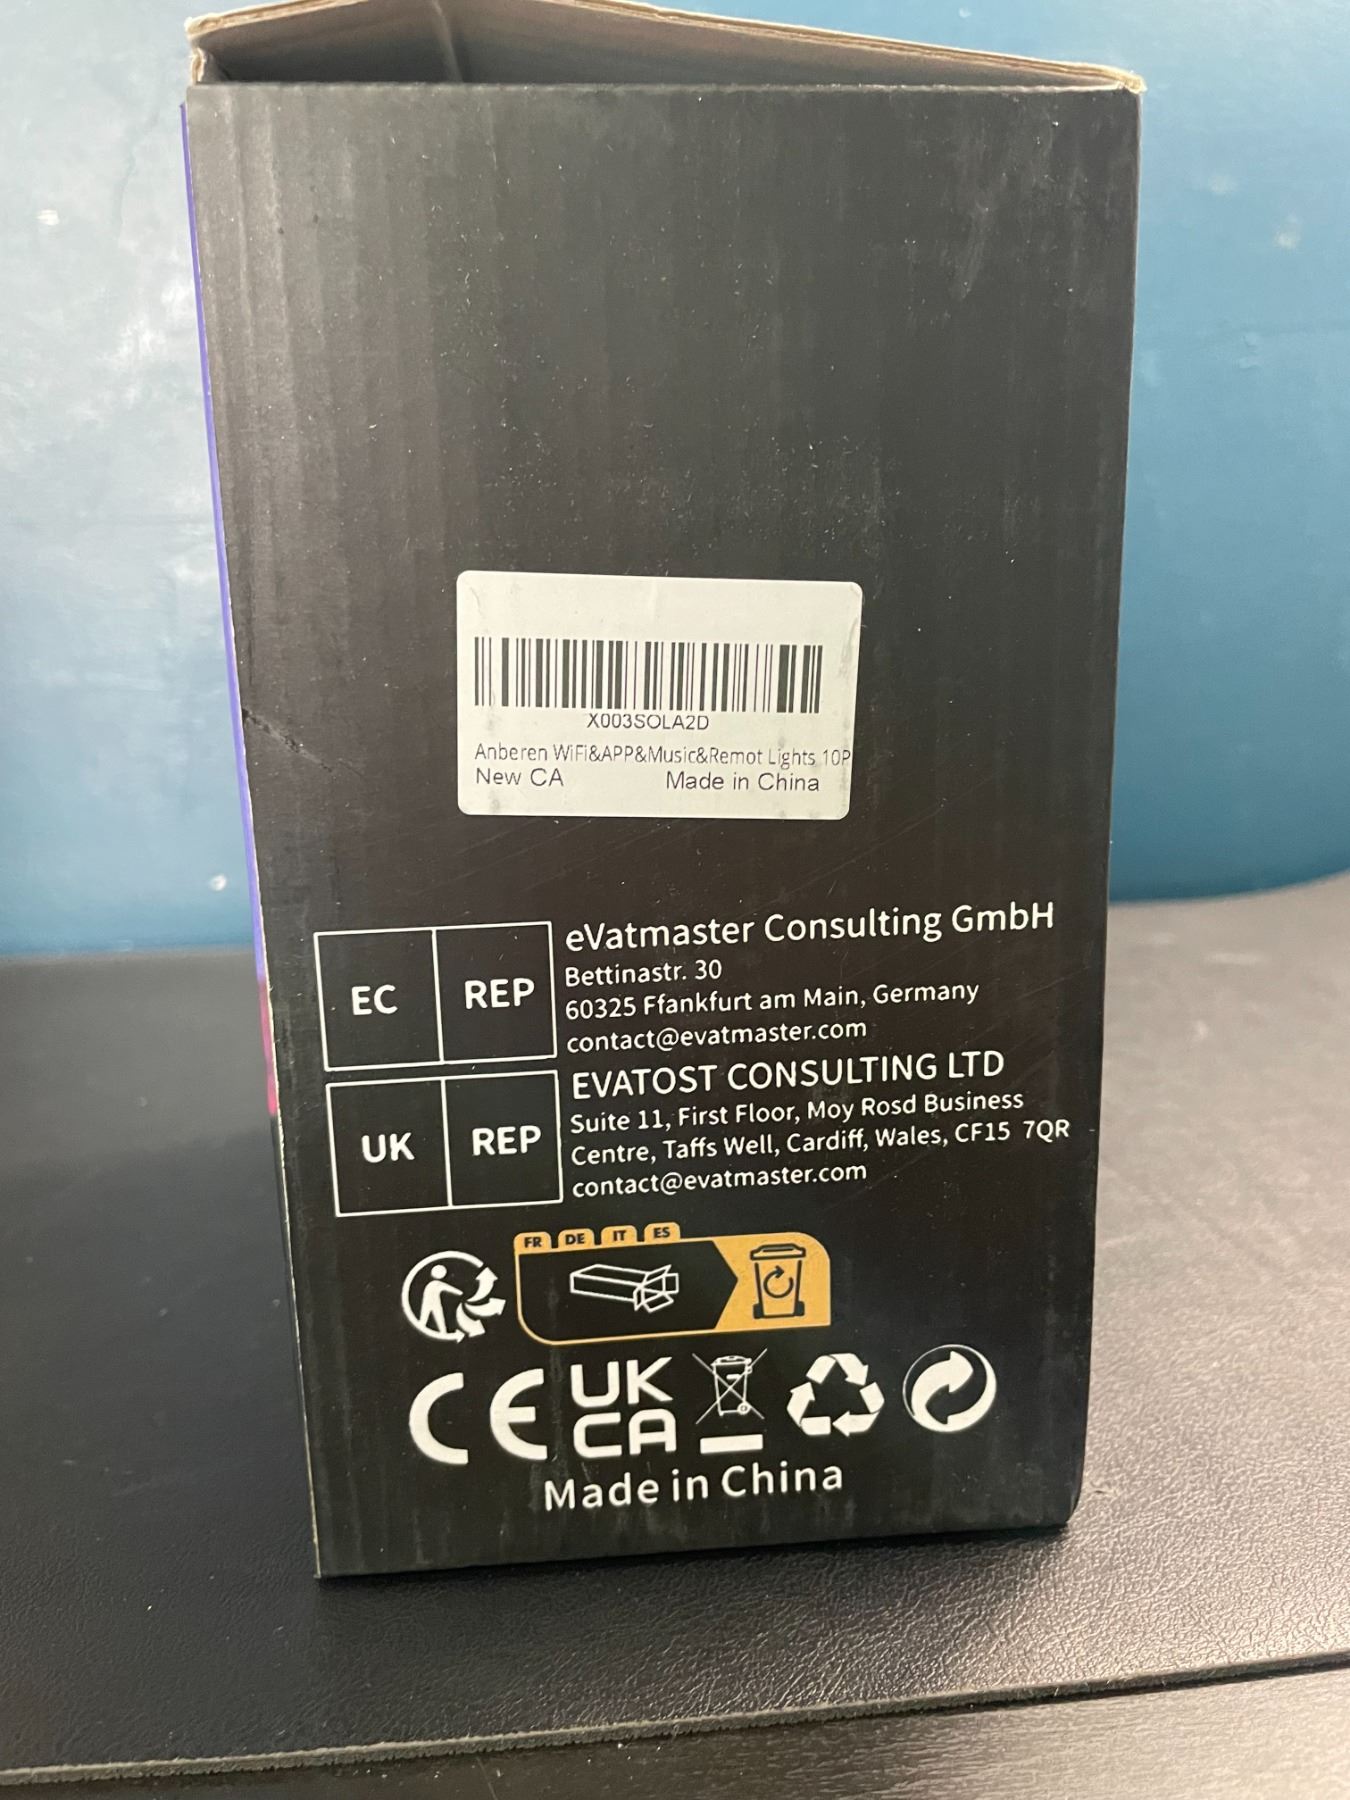 X003SOLA2D
Anberen WiFi&APP&Music&Remot Lights 10P
New CA Made in China
EC REP
eVatmaster Consulting GmbH
Bettinastr. 30
60325 Ffankfurt am Main, Germany
contact@evatmaster.com
UK REP
EVATOST CONSULTING LTD
Suite 11, First Floor, Moy Rosd Business
Centre, Taffs Well, Cardiff, Wales, CF15 7QR
contact@evatmaster.com
FR DE IT ES
CE UK
CA
Made in China